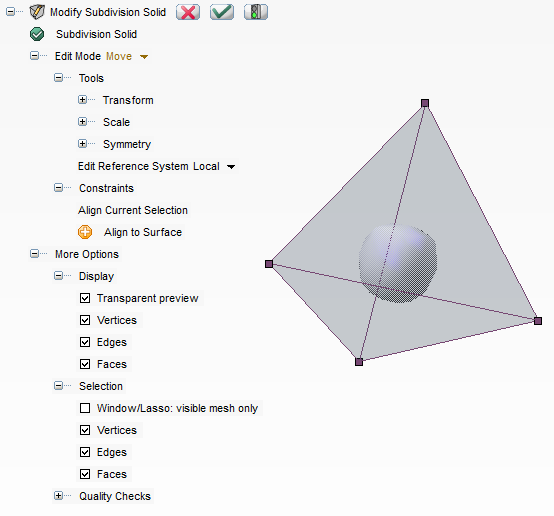 Modify Subdivision Solid
Subdivision Solid
Edit Mode Move
Tools
Transform
Scale
Symmetry
Edit Reference System Local
Constraints
Align Current Selection
Align to Surface
More Options
Display
Transparent preview
Vertices
Edges
Faces
Selection
Window/Lasso: visible mesh only
Vertices
Edges
Faces
Quality Checks